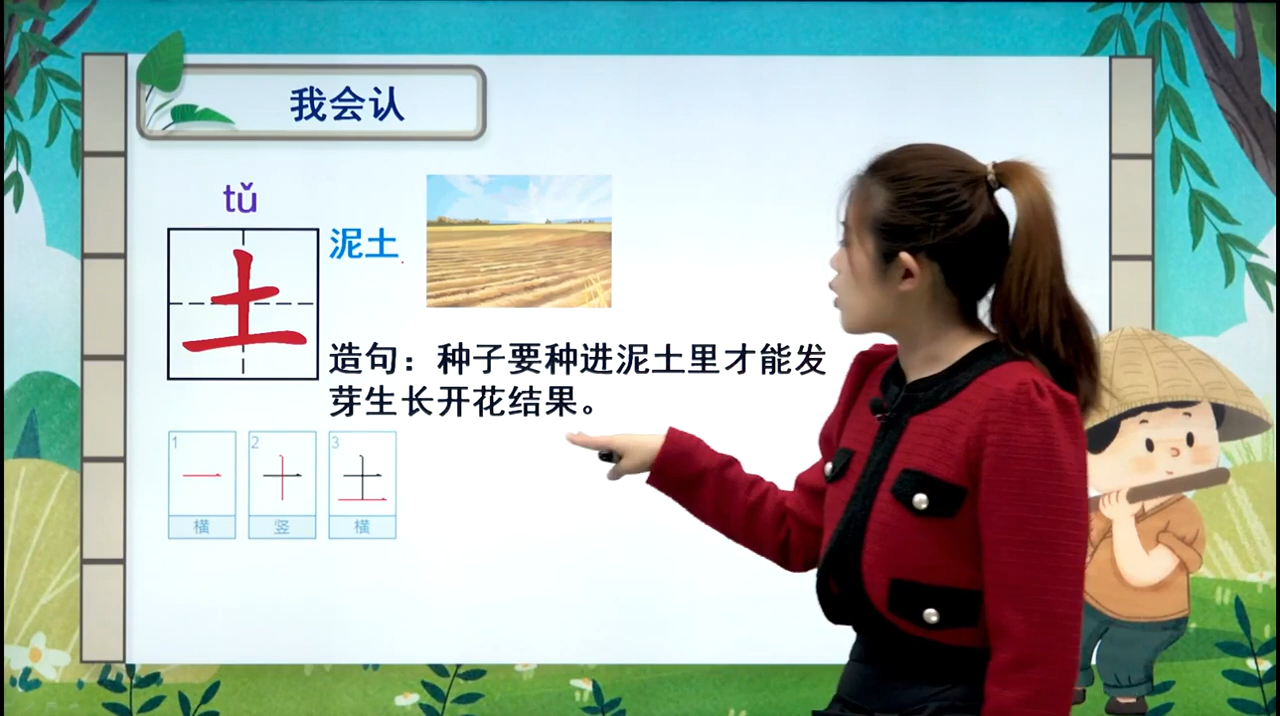 我会认
tǔ
土
泥土
造句：种子要种进泥土里才能发
芽生长开花结果。
1 2 3
横 竖 横